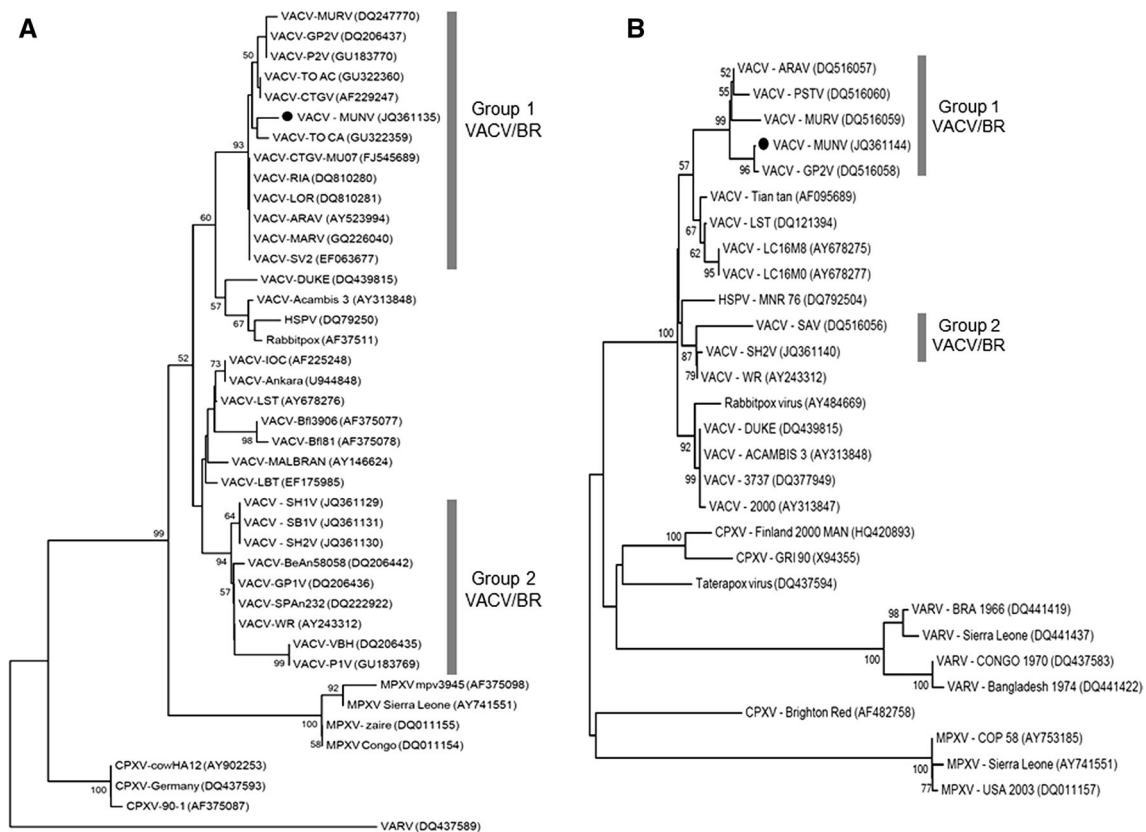 A
VACV-MURV (DQ247770)
VACV-GP2V (DQ206437)
50
VACV-P2V (GU183770)
VACV-TO AC (GU322360)
VACV-CTGV (AF229247)
VACV - MUNV (JQ361135)
VACV-TO CA (GU322359)
93
VACV-CTGV-MU07 (FJ545689)
VACV-RIA (DQ810280)
VACV-LOR (DQ810281)
VACV-ARAV (AY523994)
VACV-MARV (GQ226040)
VACV-SV2 (EF063677)
Group 1
VACV/BR
60
VACV-DUKE (DQ439815)
57
VACV-Acambis 3 (AY313848)
67
HSPV (DQ79250)
Rabbitpox (AF37511)
52
73
VACV-IOC (AF225248)
VACV-Ankara (U944848)
VACV-LST (AY678276)
VACV-Bfl3906 (AF375077)
98
VACV-Bfl81 (AF375078)
VACV-MALBRAN (AY146624)
VACV-LBT (EF175985)
VACV - SH1V (JQ361129)
64
VACV - SB1V (JQ361131)
VACV - SH2V (JQ361130)
94
VACV-BeAn58058 (DQ206442)
57
VACV-GP1V (DQ206436)
VACV-SPAn232 (DQ222922)
VACV-WR (AY243312)
VACV-VBH (DQ206435)
99
VACV-P1V (GU183769)
Group 2
VACV/BR
99
92
MPXV mpv3945 (AF375098)
MPXV Sierra Leone (AY741551)
100
MPXV- zaire (DQ011155)
58
MPXV Congo (DQ011154)
CPXV-cowHA12 (AY902253)
CPXV-Germany (DQ437593)
100
CPXV-90-1 (AF375087)
VARV (DQ437589)
B
52
VACV - ARAV (DQ516057)
55
VACV - PSTV (DQ516060)
99
VACV - MURV (DQ516059)
VACV - MUNV (JQ361144)
96
VACV - GP2V (DQ516058)
Group 1
VACV/BR
57
VACV - Tian tan (AF095689)
67
VACV - LST (DQ121394)
62
VACV - LC16M8 (AY678275)
95
VACV - LC16M0 (AY678277)
HSPV - MNR 76 (DQ792504)
100
VACV - SAV (DQ516056)
87
VACV - SH2V (JQ361140)
79
VACV - WR (AY243312)
Group 2
VACV/BR
Rabbitpox virus (AY484669)
VACV - DUKE (DQ439815)
92
VACV - ACAMBIS 3 (AY313848)
99
VACV - 3737 (DQ377949)
VACV - 2000 (AY313847)
100
CPXV - Finland 2000 MAN (HQ420893)
CPXV - GRI 90 (X94355)
Taterapox virus (DQ437594)
98
VARV - BRA 1966 (DQ441419)
VARV - Sierra Leone (DQ441437)
100
VARV - CONGO 1970 (DQ437583)
100
VARV - Bangladesh 1974 (DQ441422)
CPXV - Brighton Red (AF482758)
MPXV - COP 58 (AY753185)
100
MPXV - Sierra Leone (AY741551)
77
MPXV - USA 2003 (DQ011157)